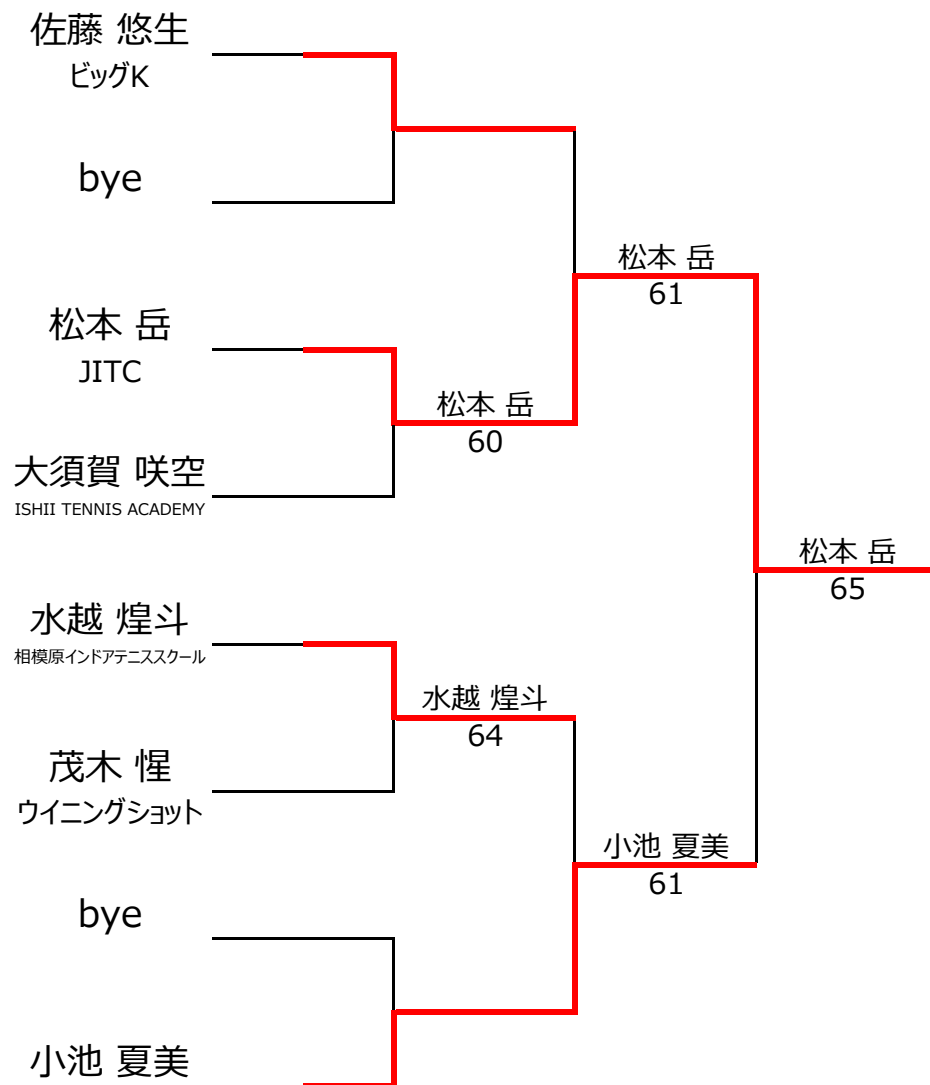 佐藤 悠生
ビッグK
bye
松本 岳
61
松本 岳
JITC
松本 岳
60
大須賀 咲空
ISHII TENNIS ACADEMY
松本 岳
65
水越 煌斗
相模原インドアテニススクール
水越 煌斗
64
茂木 惺
ウイニングショット
小池 夏美
61
bye
小池 夏美